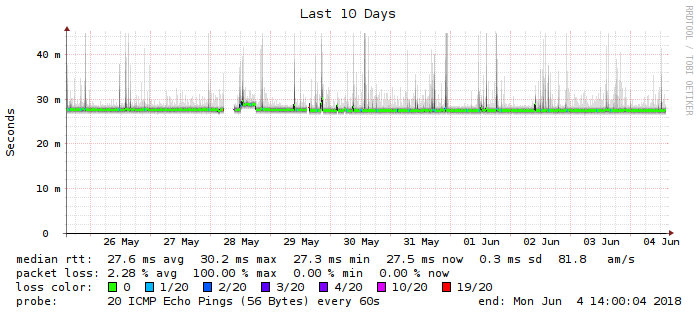 Last 10 Days
RRDTOOL / TOBI OETIKER
Seconds
40 m
30 m
20 m
10 m
0
26 May 27 May 28 May 29 May 30 May 31 May 01 Jun 02 Jun 03 Jun 04 Jun
median rtt: 27.6 ms avg 30.2 ms max 27.3 ms min 27.5 ms now 0.3 ms sd 81.8 am/s
packet loss: 2.28 % avg 100.00 % max 0.00 % min 0.00 % now
loss color: 0 1/20 2/20 3/20 4/20 10/20 19/20
probe: 20 ICMP Echo Pings (56 Bytes) every 60s end: Mon Jun 4 14:00:04 2018